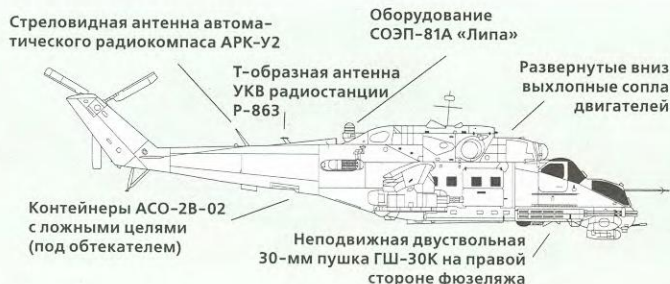 Стреловидная антенна автома-
тического радиокомпаса АРК-У2
Оборудование
СОЭП-81А «Липа»
Т-образная антенна
УКВ радиостанции
Р-863
Развернутые вниз
выхлопные сопла
двигателей
Контейнеры АСО-2В-02
с ложными целями
(под обтекателем)
Неподвижная двуствольная
30-мм пушка ГШ-30К на правой
стороне фюзеляжа